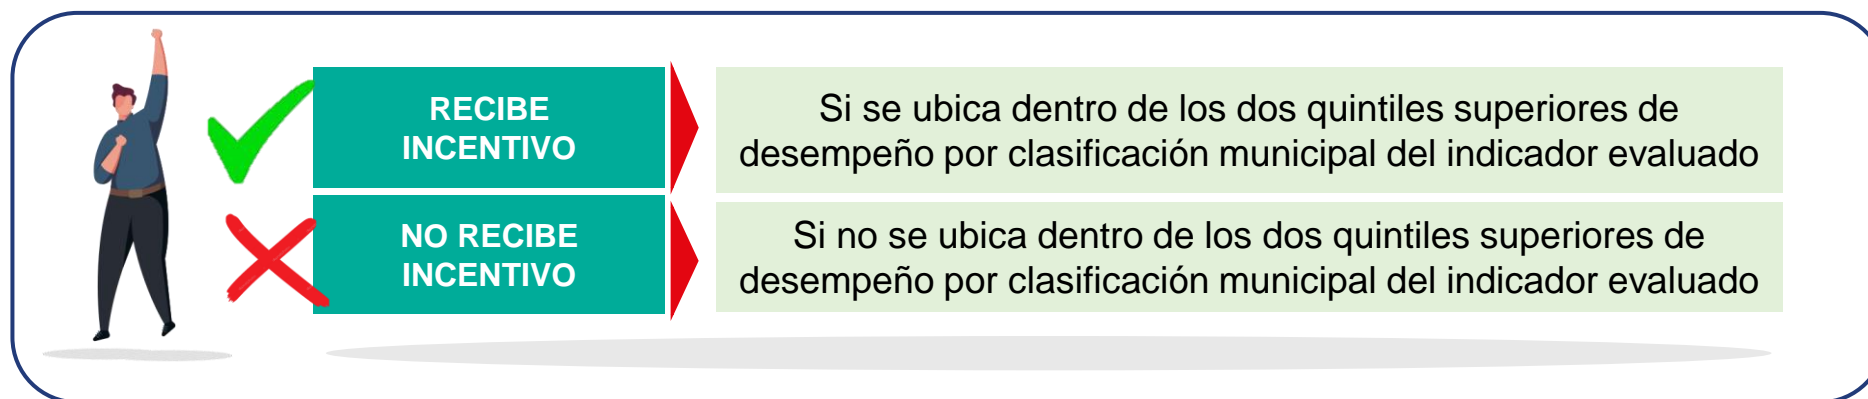 RECIBE
INCENTIVO
Si se ubica dentro de los dos quintiles superiores de
desempeño por clasificación municipal del indicador evaluado
NO RECIBE
INCENTIVO
Si no se ubica dentro de los dos quintiles superiores de
desempeño por clasificación municipal del indicador evaluado